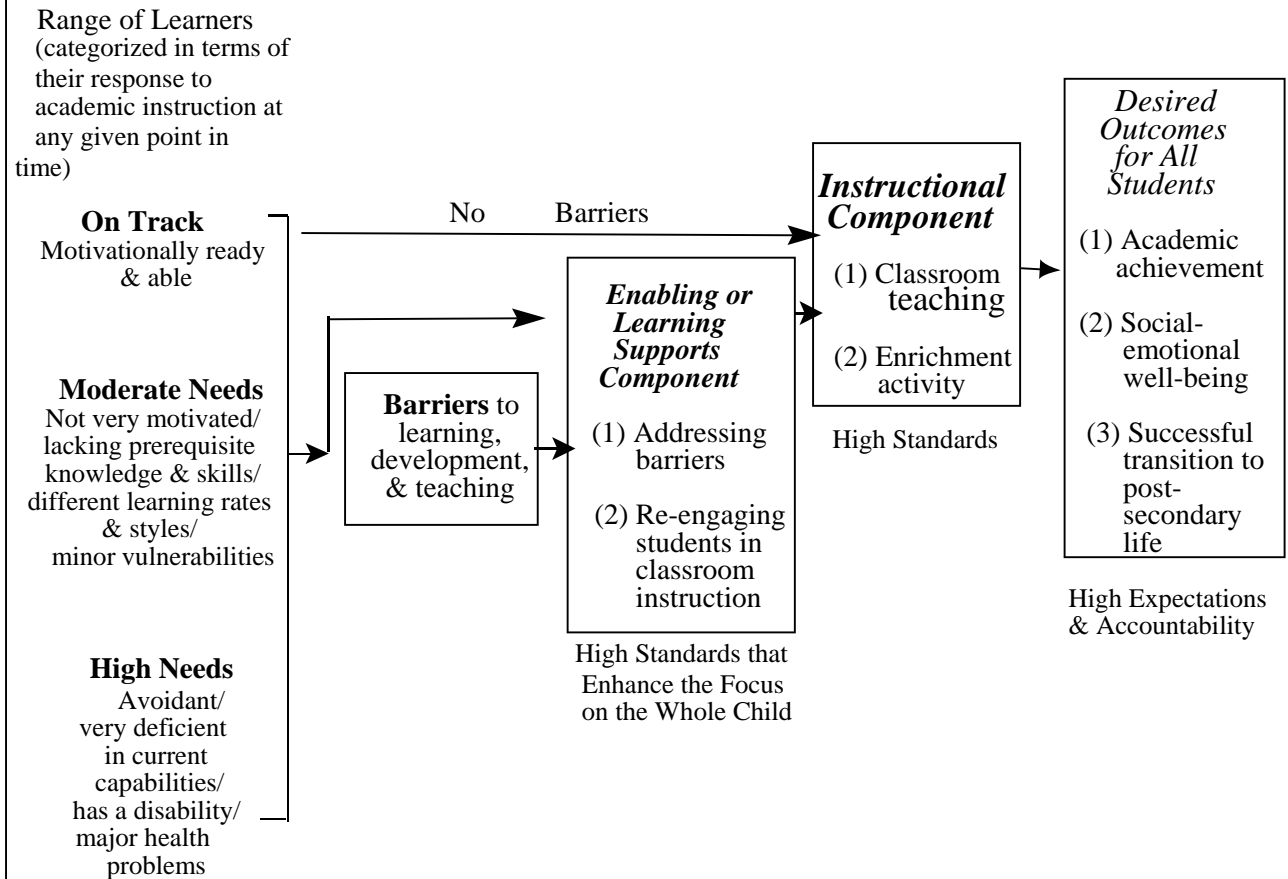 Range of Learners
(categorized in terms of
their response to
academic instruction at
any given point in
time)
On Track
Motivationally ready
& able
No Barriers
Moderate Needs
Not very motivated/
lacking prerequisite
knowledge & skills/
different learning rates
& styles/
minor vulnerabilities
High Needs
Avoidant/
very deficient
in current
capabilities/
has a disability/
major health
problems
Barriers to
learning,
development,
& teaching
Enabling or
Learning
Supports
Component
(1) Addressing
barriers
(2) Re-engaging
students in
classroom
instruction
High Standards that
Enhance the Focus
on the Whole Child
Instructional
Component
(1) Classroom
teaching
(2) Enrichment
activity
High Standards
Desired
Outcomes
for All
Students
(1) Academic
achievement
(2) Social-
emotional
well-being
(3) Successful
transition to
post-
secondary
life
High Expectations
& Accountability